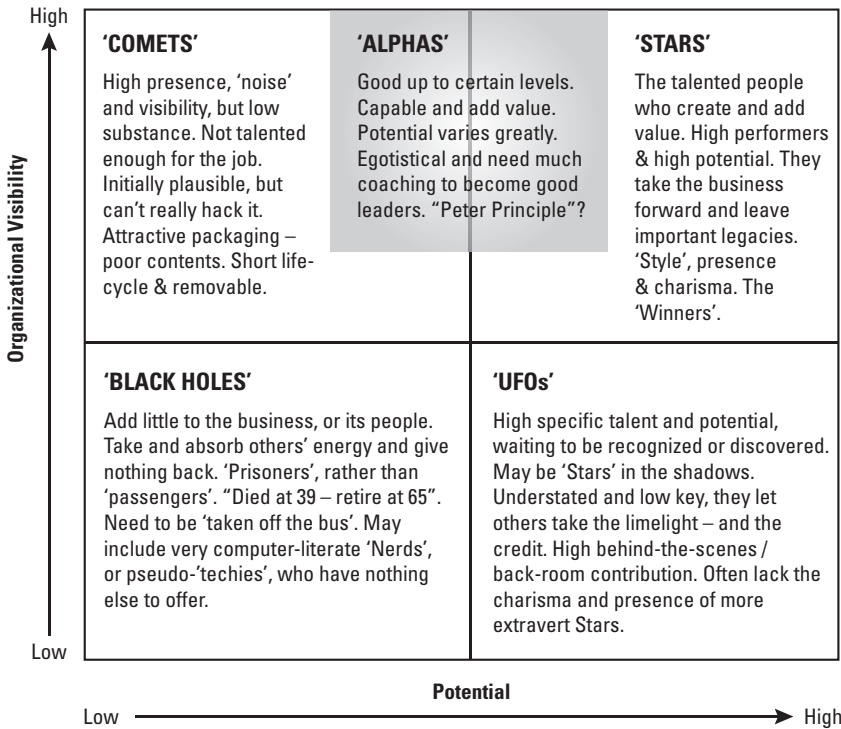 High
Organizational Visibility
Low
‘COMETS’
High presence, ‘noise’
and visibility, but low
substance. Not talented
enough for the job.
Initially plausible, but
can’t really hack it.
Attractive packaging –
poor contents. Short life-
cycle & removable.
‘ALPHAS’
Good up to certain levels.
Capable and add value.
Potential varies greatly.
Egotistical and need much
coaching to become good
leaders. “Peter Principle”?
‘STARS’
The talented people
who create and add
value. High performers
& high potential. They
take the business
forward and leave
important legacies.
‘Style’, presence
& charisma. The
‘Winners’.
‘BLACK HOLES’
Add little to the business, or its people.
Take and absorb others’ energy and give
nothing back. ‘Prisoners’, rather than
‘passengers’. “Died at 39 – retire at 65”.
Need to be ‘taken off the bus’. May
include very computer-literate ‘Nerds’,
or pseudo-’techies’, who have nothing
else to offer.
‘UFOs’
High specific talent and potential,
waiting to be recognized or discovered.
May be ‘Stars’ in the shadows.
Understated and low key, they let
others take the limelight – and the
credit. High behind-the-scenes /
back-room contribution. Often lack the
charisma and presence of more
extravert Stars.
Potential
Low
High